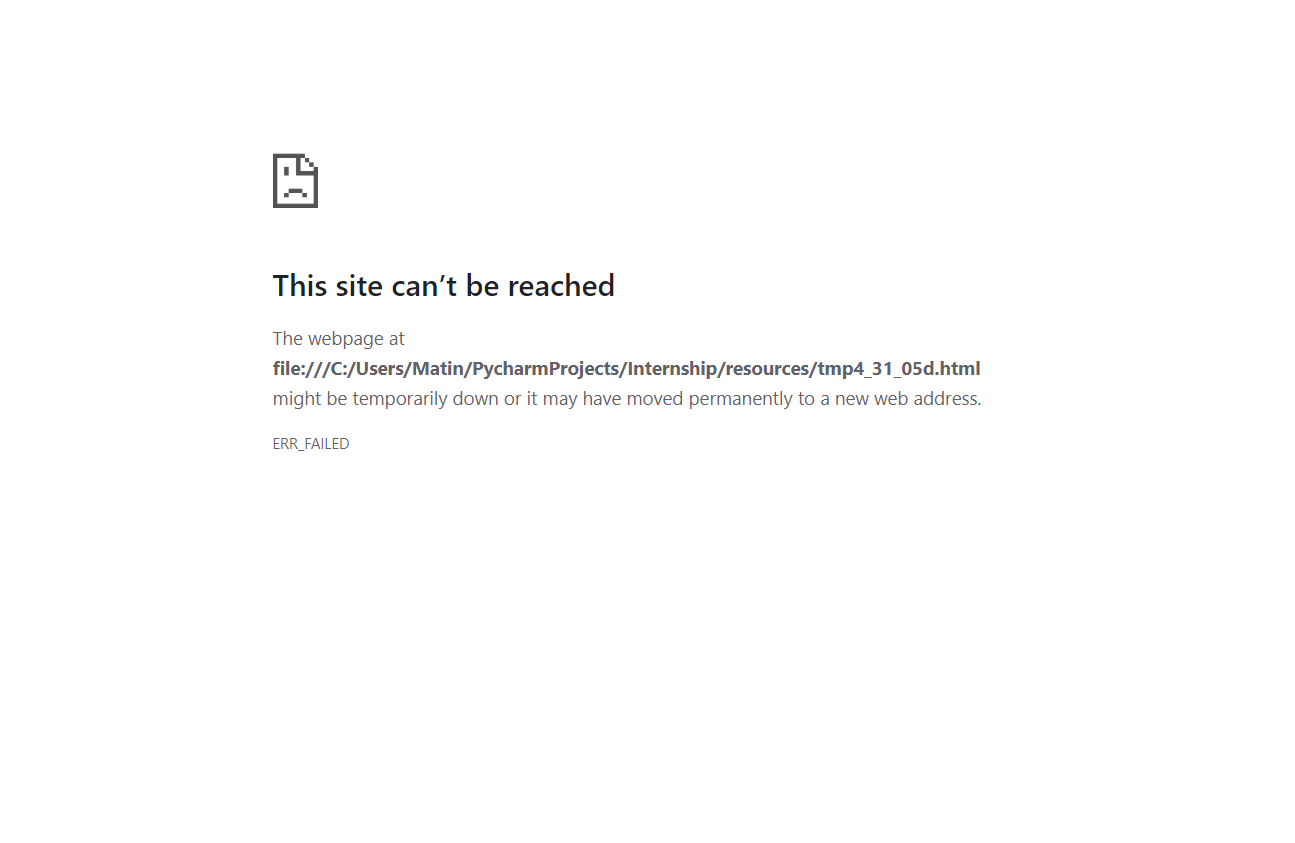 This site can’t be reached
The webpage at
file:///C:/Users/Matin/PycharmProjects/Internship/resources/tmp4_31_05d.html
might be temporarily down or it may have moved permanently to a new web address.
ERR_FAILED